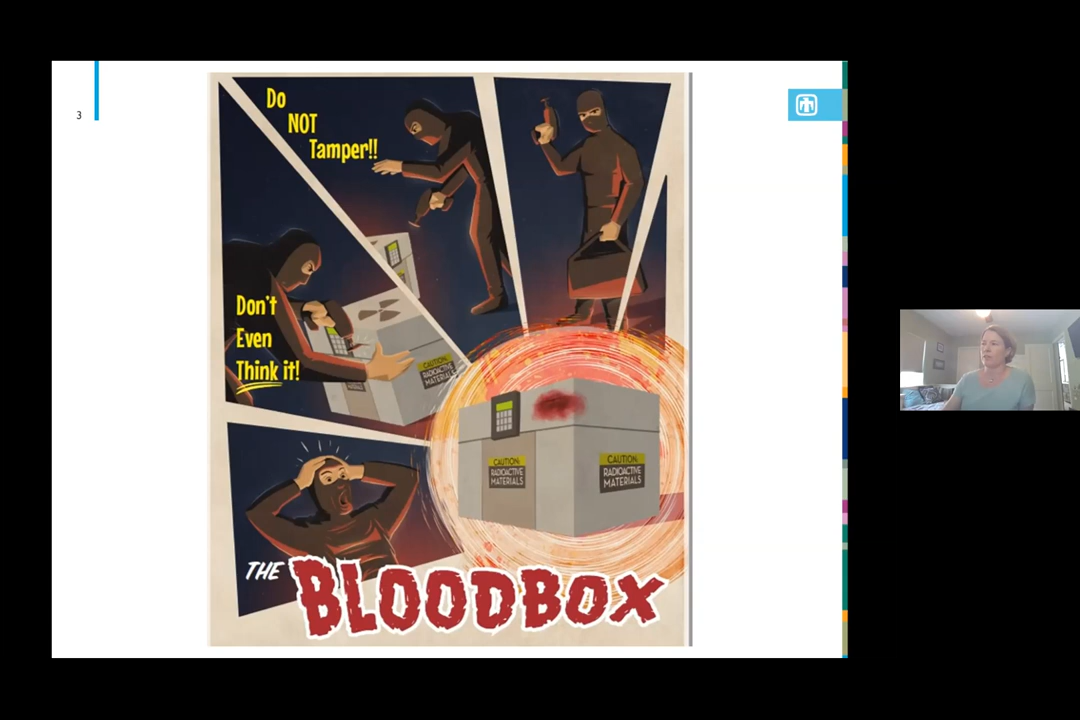 3
Do
NOT
Tamper!!
Don't
Even
Think it!
CAUTION:
RADIOACTIVE
MATERIALS
CAUTION:
RADIOACTIVE
MATERIALS
CAUTION:
RADIOACTIVE
MATERIALS
THE BLOODBOX